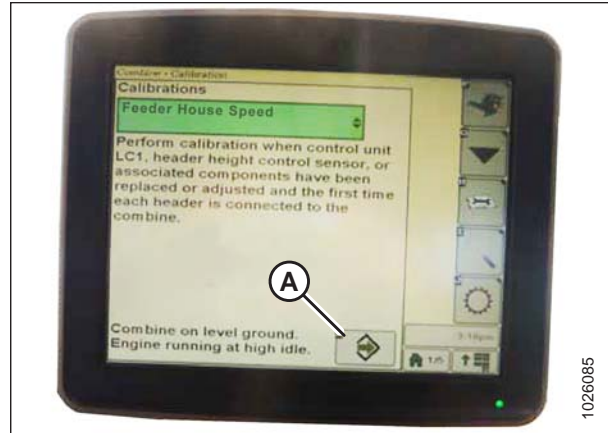 Combine - Calibration
Calibrations
Feeder House Speed
Perform calibration when control unit
LC1, header height control sensor, or
associated components have been
replaced or adjusted and the first time
each header is connected to the
combine.
A
Combine on level ground.
Engine running at high idle.
1/5
1026085